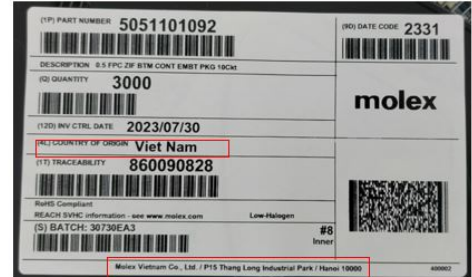 (1P) PART NUMBER 5051101092
(9D) DATE CODE 2331
DESCRIPTION 0.5 FPC ZIF BTM CONT EMBT PKG 10Ckt
(Q) QUANTITY 3000
molex
(12D) INV CTRL DATE 2023/07/30
(4L) COUNTRY OF ORIGIN Viet Nam
(1T) TRACEABILITY 860090828
RoHS Compliant
REACH SVHC information - see www.molex.com Low-Halogen
(S) BATCH: 30730EA3
#8
Inner
Molex Vietnam Co., Ltd. / P15 Thang Long Industrial Park / Hanoi 10000